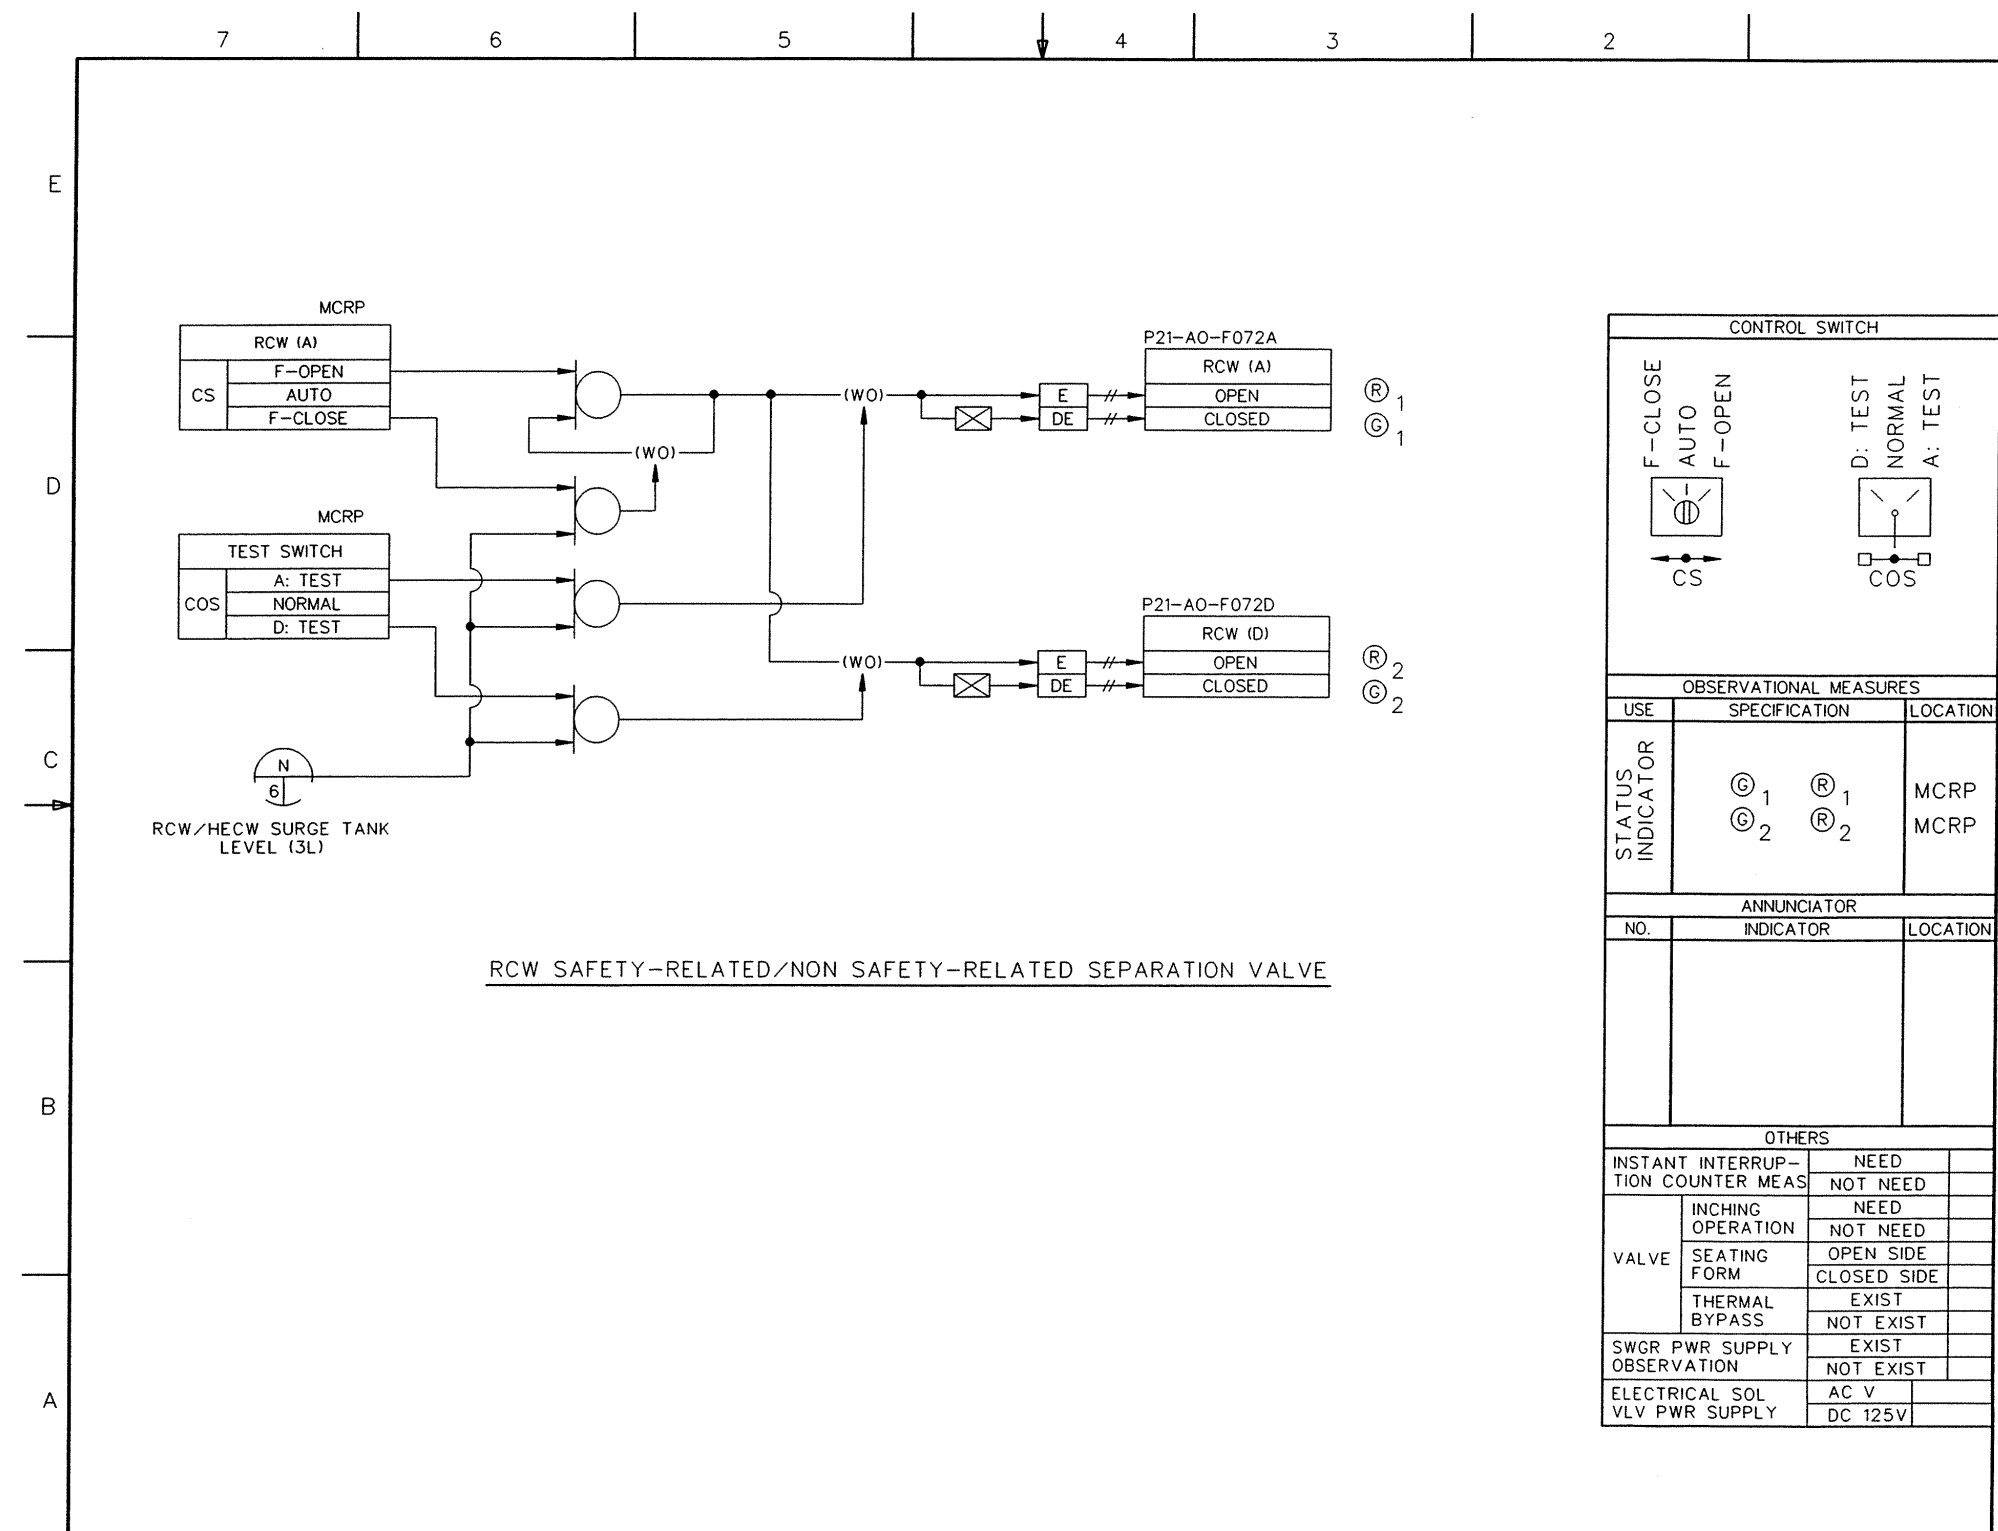 7 6 5 4 3 2
E
D
C
B
A
MCRP
RCW (A)
CS
F-OPEN
AUTO
F-CLOSE
MCRP
TEST SWITCH
COS
A: TEST
NORMAL
D: TEST
N
6
RCW/HECW SURGE TANK
LEVEL (3L)
(WO)
(WO)
(WO)
P21-AO-F072A
RCW (A)
E OPEN
DE CLOSED
R 1
G 1
P21-AO-F072D
RCW (D)
E OPEN
DE CLOSED
R 2
G 2
RCW SAFETY-RELATED/NON SAFETY-RELATED SEPARATION VALVE
CONTROL SWITCH
F-CLOSE
AUTO
F-OPEN
CS
D: TEST
NORMAL
A: TEST
COS
OBSERVATIONAL MEASURES
USE SPECIFICATION LOCATION
STATUS
INDICATOR
G 1 R 1 MCRP
G 2 R 2 MCRP
ANNUNCIATOR
NO. INDICATOR LOCATION
OTHERS
INSTANT INTERRUP-
TION COUNTER MEAS
NEED
NOT NEED
VALVE
INCHING
OPERATION
NEED
NOT NEED
SEATING
FORM
OPEN SIDE
CLOSED SIDE
THERMAL
BYPASS
EXIST
NOT EXIST
SWGR PWR SUPPLY
OBSERVATION
EXIST
NOT EXIST
ELECTRICAL SOL
VLV PWR SUPPLY
AC V
DC 125V